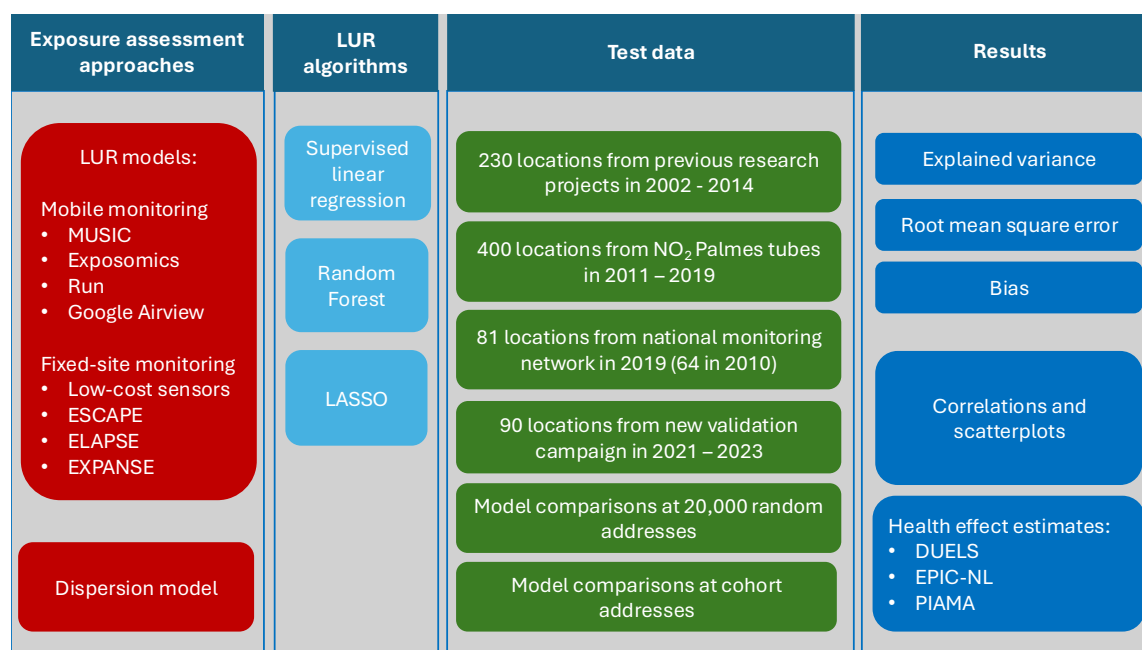 Exposure assessment
approaches
LUR models:
Mobile monitoring
• MUSIC
• Exposomics
• Run
• Google Airview
Fixed-site monitoring
• Low-cost sensors
• ESCAPE
• ELAPSE
• EXPANSE
Dispersion model
LUR
algorithms
Supervised
linear
regression
Random
Forest
LASSO
Test data
230 locations from previous research
projects in 2002 - 2014
400 locations from NO₂ Palmes tubes
in 2011 – 2019
81 locations from national monitoring
network in 2019 (64 in 2010)
90 locations from new validation
campaign in 2021 – 2023
Model comparisons at 20,000 random
addresses
Model comparisons at cohort
addresses
Results
Explained variance
Root mean square error
Bias
Correlations and
scatterplots
Health effect estimates:
• DUELS
• EPIC-NL
• PIAMA